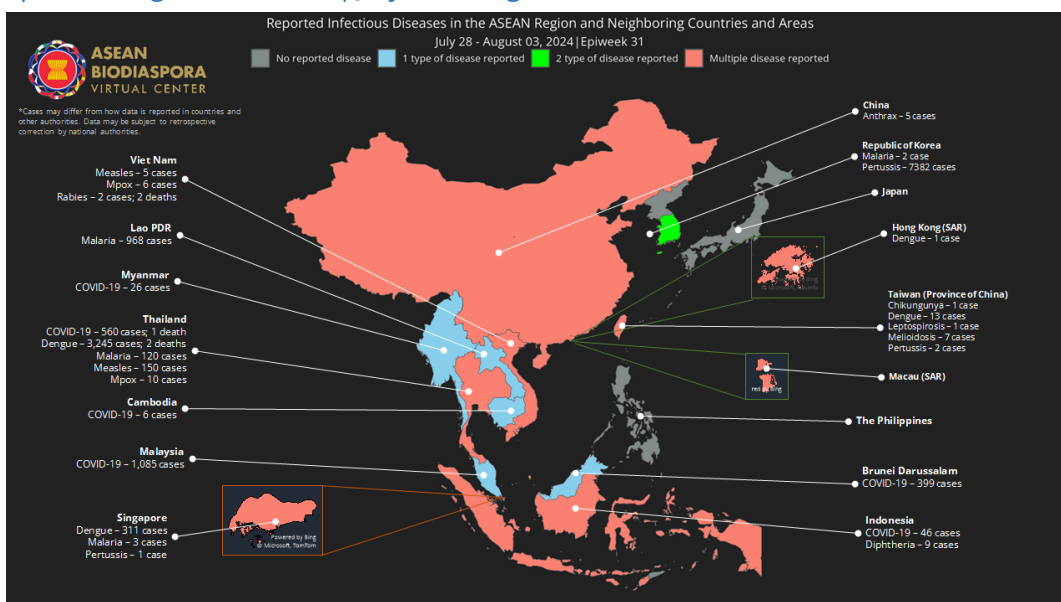 Reported Infectious Diseases in the ASEAN Region and Neighboring Countries and Areas
July 28 - August 03, 2024|Epiweek 31
No reported disease
1 type of disease reported
2 type of disease reported
Multiple disease reported
ASEAN
BIODIASPORA
VIRTUAL CENTER
*Cases may differ from how data is reported in countries and
other authorities. Data may be subject to retrospective
correction by national authorities.
Viet Nam
Measles – 5 cases
Mpox – 6 cases
Rabies – 2 cases; 2 deaths
Lao PDR
Malaria – 968 cases
Myanmar
COVID-19 – 26 cases
Thailand
COVID-19 – 560 cases; 1 death
Dengue – 3,245 cases; 2 deaths
Malaria – 120 cases
Measles – 150 cases
Mpox – 10 cases
Cambodia
COVID-19 – 6 cases
Malaysia
COVID-19 – 1,085 cases
Singapore
Dengue – 311 cases
Malaria – 3 cases
Pertussis – 1 case
Powered by Bing
© Microsoft, TomTom
China
Anthrax – 5 cases
Republic of Korea
Malaria – 2 case
Pertussis – 7382 cases
Japan
Hong Kong (SAR)
Dengue – 1 case
Taiwan (Province of China)
Chikungunya – 1 case
Dengue – 13 cases
Leptospirosis – 1 case
Melioidosis – 7 cases
Pertussis – 2 cases
Macau (SAR)
red by Bing
The Philippines
Brunei Darussalam
COVID-19 – 399 cases
Indonesia
COVID-19 – 46 cases
Diphtheria – 9 cases